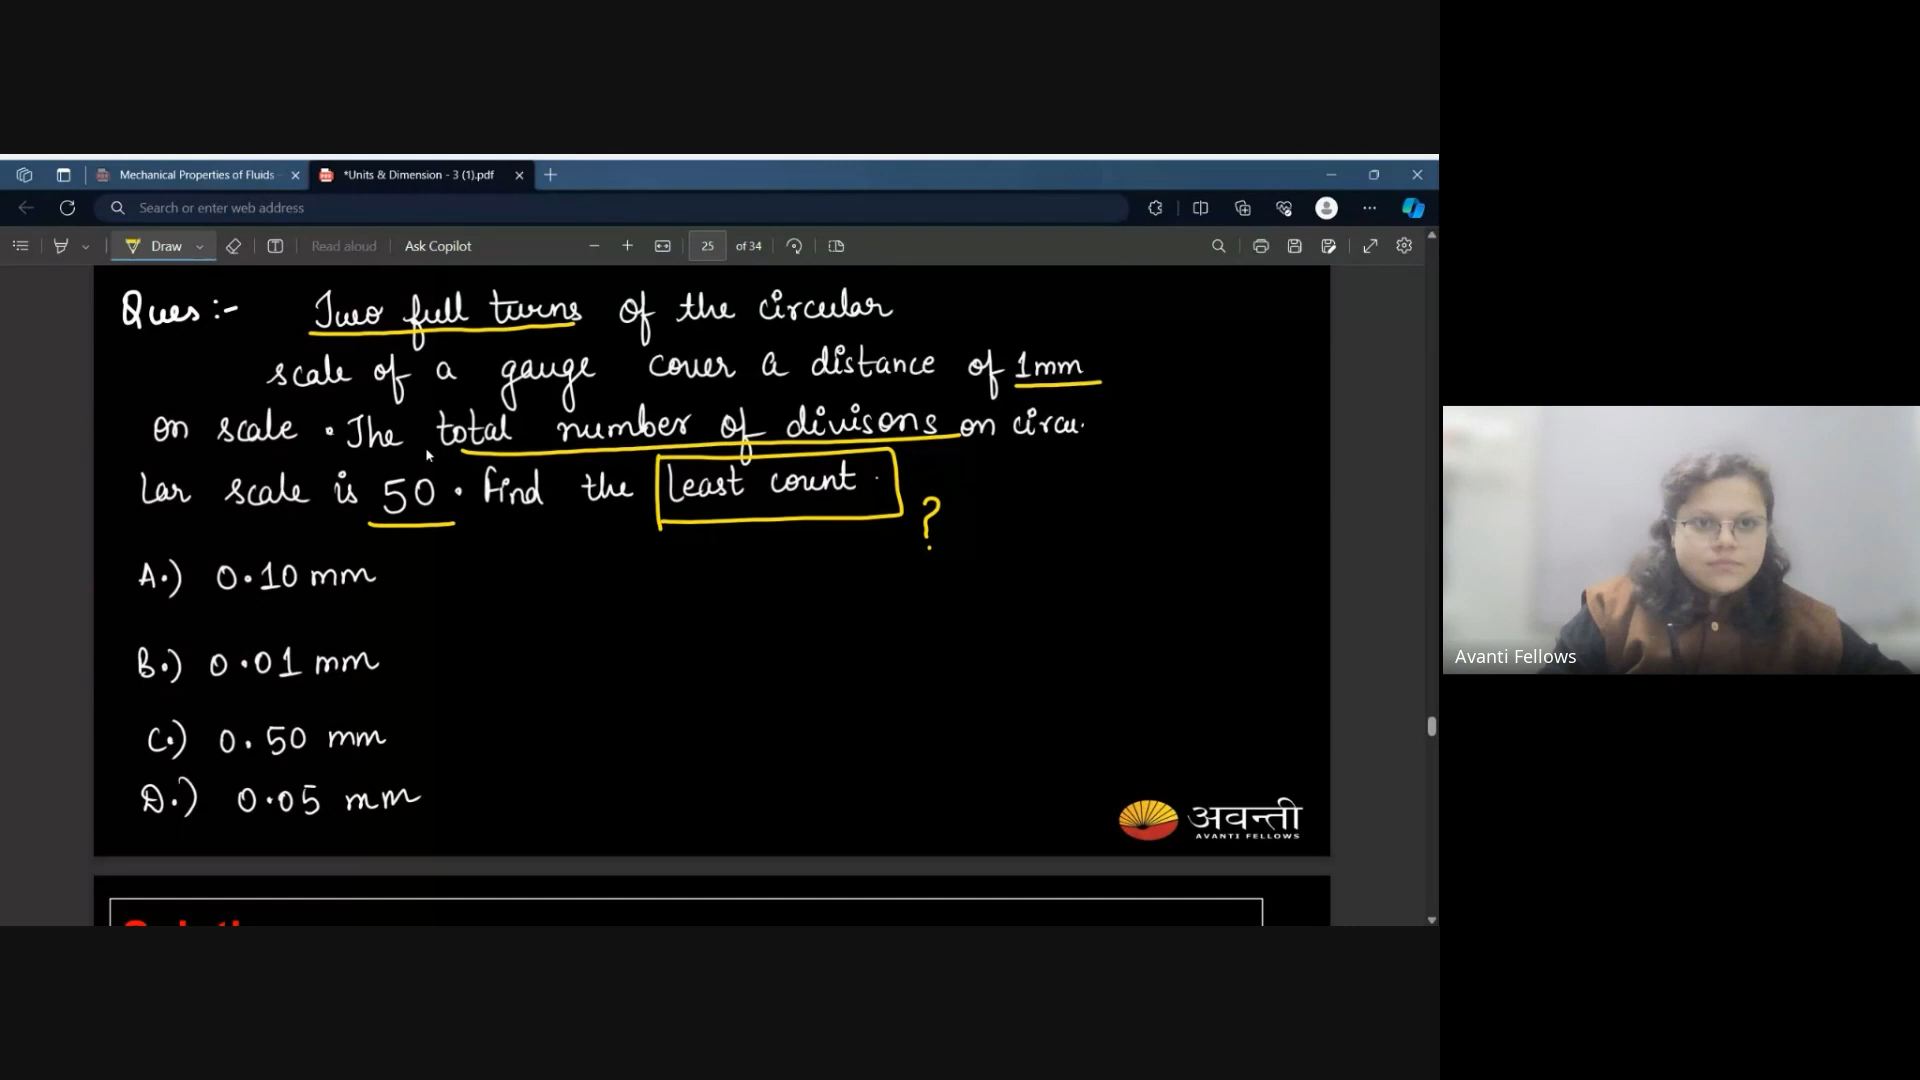 Mechanical Properties of Fluids
*Units & Dimension - 3 (1).pdf
Search or enter web address
Draw
Read aloud
Ask Copilot
25
of 34
Ques :- Two full turns of the circular
scale of a gauge cover a distance of 1mm
on scale . The total number of divisons on circu.
lar scale is 50 . find the least count . ?
A.) 0.10 mm
B.) 0.01 mm
C.) 0.50 mm
D.) 0.05 mm
अवन्ती
AVANTI FELLOWS
Avanti Fellows